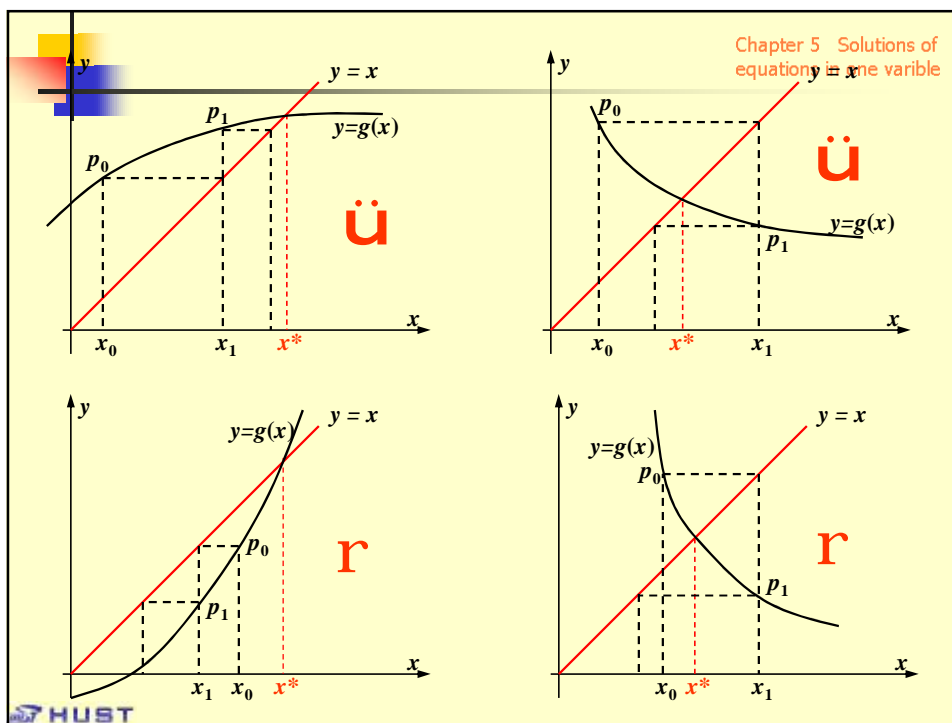 Chapter 5 Solutions of
equations in one varible
y
y = x
p₁
y=g(x)
p₀
ü
x
x₀ x₁ x*
y
y = x
p₀
ü
y=g(x)
p₁
x
x₀ x* x₁
y
y = x
y=g(x)
p₀
r
p₁
x
x₁ x₀ x*
y
y = x
y=g(x)
p₀
r
p₁
x
x₀ x* x₁
HUST